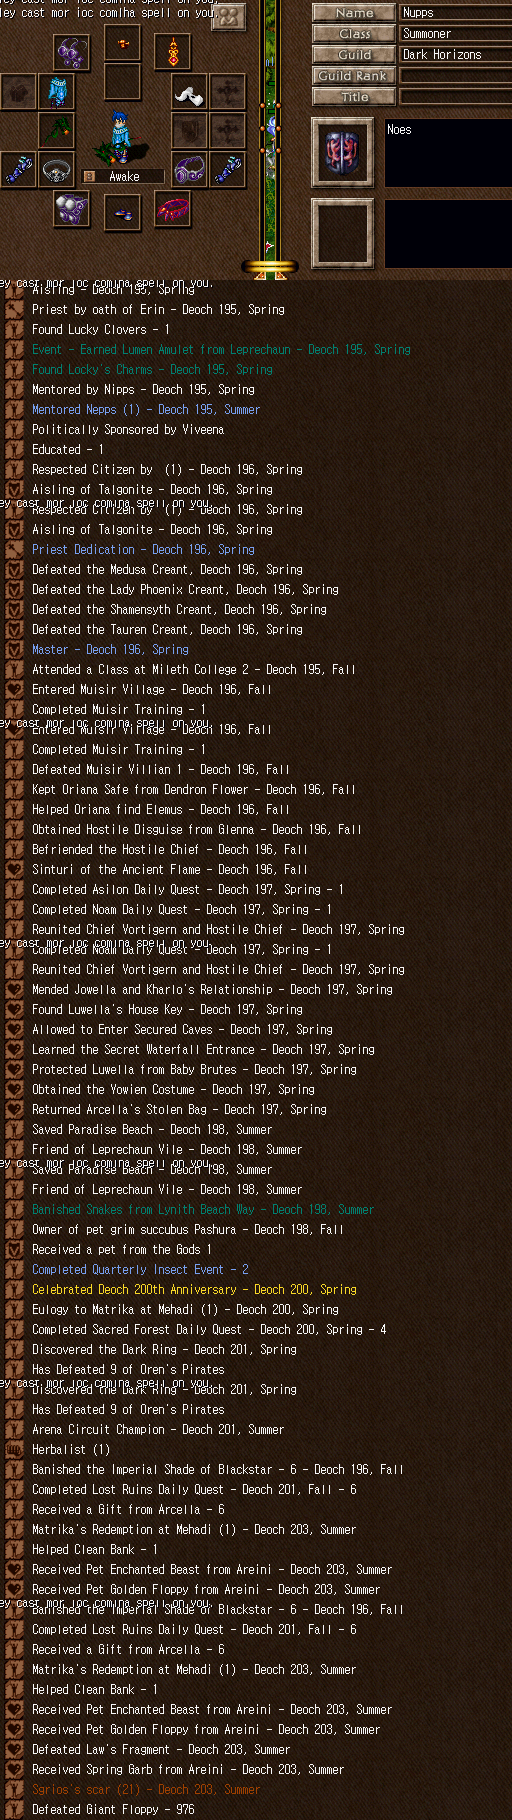 ey cast mor ioc comlha spell on you.
ey cast mor ioc comlha spell on you.
Name
Nupps
Class
Summoner
Guild
Dark Horizons
Guild Rank
Title
Noes
Awake
ey cast mor ioc comlha spell on you.
Aisling - Deoch 195, Spring
Priest by oath of Erin - Deoch 195, Spring
Found Lucky Clovers - 1
Event - Earned Lumen Amulet from Leprechaun - Deoch 195, Spring
Found Locky's Charms - Deoch 195, Spring
Mentored by Nipps - Deoch 195, Spring
Mentored Nepps (1) - Deoch 195, Summer
Politically Sponsored by Viveena
Educated - 1
Respected Citizen by  (1) - Deoch 196, Spring
Aisling of Talgonite - Deoch 196, Spring
ey cast mor ioc comlha spell on you.
Respected Citizen by  (1) - Deoch 196, Spring
Aisling of Talgonite - Deoch 196, Spring
Priest Dedication - Deoch 196, Spring
Defeated the Medusa Creant, Deoch 196, Spring
Defeated the Lady Phoenix Creant, Deoch 196, Spring
Defeated the Shamensyth Creant, Deoch 196, Spring
Defeated the Tauren Creant, Deoch 196, Spring
Master - Deoch 196, Spring
Attended a Class at Mileth College 2 - Deoch 195, Fall
Entered Muisir Village - Deoch 196, Fall
Completed Muisir Training - 1
ey cast mor ioc comlha spell on you.
Entered Muisir Village - Deoch 196, Fall
Completed Muisir Training - 1
Defeated Muisir Villian 1 - Deoch 196, Fall
Kept Oriana Safe from Dendron Flower - Deoch 196, Fall
Helped Oriana find Elemus - Deoch 196, Fall
Obtained Hostile Disguise from Glenna - Deoch 196, Fall
Befriended the Hostile Chief - Deoch 196, Fall
Sinturi of the Ancient Flame - Deoch 196, Fall
Completed Asilon Daily Quest - Deoch 197, Spring - 1
Completed Noam Daily Quest - Deoch 197, Spring - 1
Reunited Chief Vortigern and Hostile Chief - Deoch 197, Spring
ey cast mor ioc comlha spell on you.
Completed Noam Daily Quest - Deoch 197, Spring - 1
Reunited Chief Vortigern and Hostile Chief - Deoch 197, Spring
Mended Jowella and Kharlo's Relationship - Deoch 197, Spring
Found Luwella's House Key - Deoch 197, Spring
Allowed to Enter Secured Caves - Deoch 197, Spring
Learned the Secret Waterfall Entrance - Deoch 197, Spring
Protected Luwella from Baby Brutes - Deoch 197, Spring
Obtained the Yowien Costume - Deoch 197, Spring
Returned Arcella's Stolen Bag - Deoch 197, Spring
Saved Paradise Beach - Deoch 198, Summer
Friend of Leprechaun Vile - Deoch 198, Summer
ey cast mor ioc comlha spell on you.
Saved Paradise Beach - Deoch 198, Summer
Friend of Leprechaun Vile - Deoch 198, Summer
Banished Snakes from Lynith Beach Way - Deoch 198, Summer
Owner of pet grim succubus Pashura - Deoch 198, Fall
Received a pet from the Gods 1
Completed Quarterly Insect Event - 2
Celebrated Deoch 200th Anniversary - Deoch 200, Spring
Eulogy to Matrika at Mehadi (1) - Deoch 200, Spring
Completed Sacred Forest Daily Quest - Deoch 200, Spring - 4
Discovered the Dark Ring - Deoch 201, Spring
Has Defeated 9 of Oren's Pirates
ey cast mor ioc comlha spell on you.
Discovered the Dark Ring - Deoch 201, Spring
Has Defeated 9 of Oren's Pirates
Arena Circuit Champion - Deoch 201, Summer
Herbalist (1)
Banished the Imperial Shade of Blackstar - 6 - Deoch 196, Fall
Completed Lost Ruins Daily Quest - Deoch 201, Fall - 6
Received a Gift from Arcella - 6
Matrika's Redemption at Mehadi (1) - Deoch 203, Summer
Helped Clean Bank - 1
Received Pet Enchanted Beast from Areini - Deoch 203, Summer
Received Pet Golden Floppy from Areini - Deoch 203, Summer
ey cast mor ioc comlha spell on you.
Banished the Imperial Shade of Blackstar - 6 - Deoch 196, Fall
Completed Lost Ruins Daily Quest - Deoch 201, Fall - 6
Received a Gift from Arcella - 6
Matrika's Redemption at Mehadi (1) - Deoch 203, Summer
Helped Clean Bank - 1
Received Pet Enchanted Beast from Areini - Deoch 203, Summer
Received Pet Golden Floppy from Areini - Deoch 203, Summer
Defeated Law's Fragment - Deoch 203, Summer
Received Spring Garb from Areini - Deoch 203, Summer
Sgrios's scar (21) - Deoch 203, Summer
Defeated Giant Floppy - 976